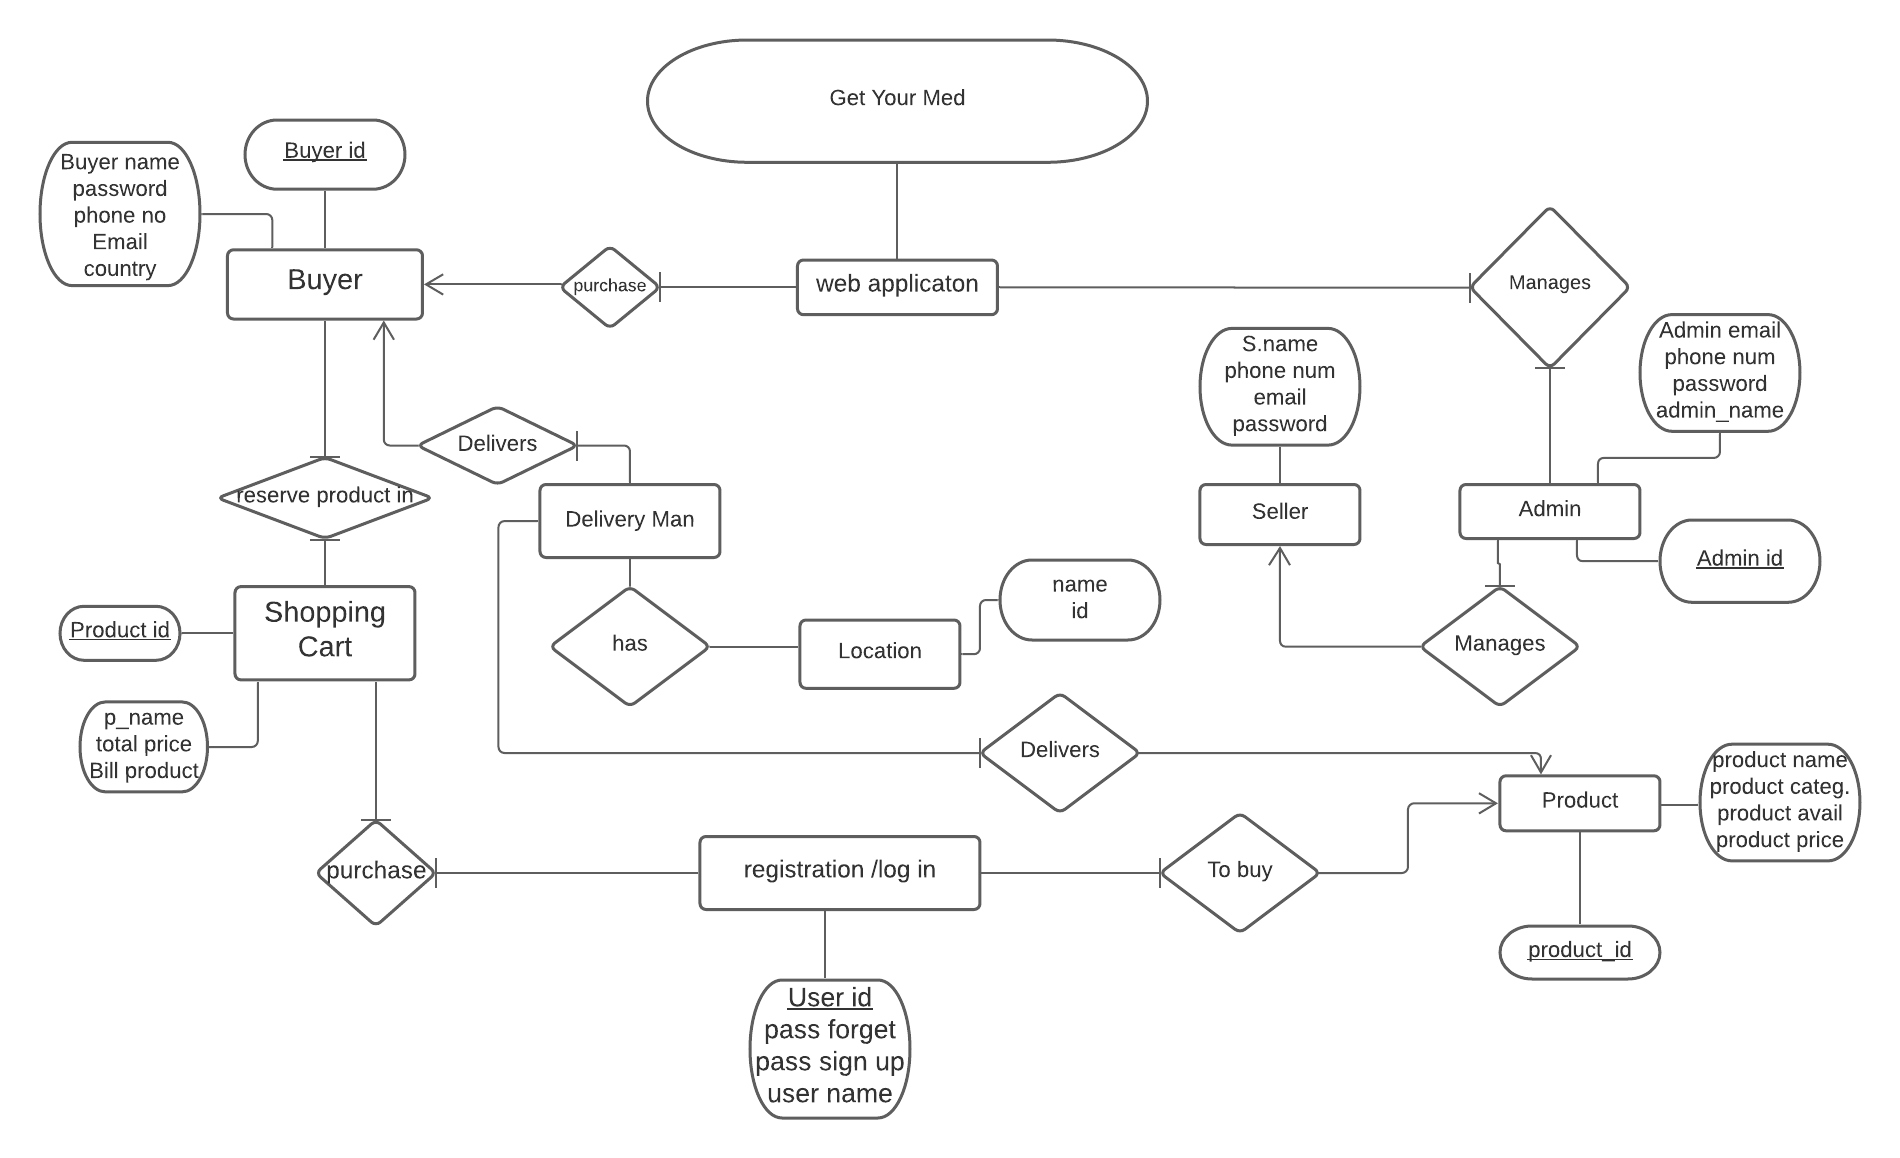 Get Your Med
Buyer id
Buyer name
password
phone no
Email
country
Buyer
purchase
web applicaton
Manages
S.name
phone num
email
password
Admin email
phone num
password
admin_name
Delivers
reserve product in
Delivery Man
Seller
Admin
Admin id
Shopping
Cart
Product id
has
Location
name
id
Manages
p_name
total price
Bill product
Delivers
Product
product name
product categ.
product avail
product price
purchase
registration /log in
To buy
product_id
User id
pass forget
pass sign up
user name